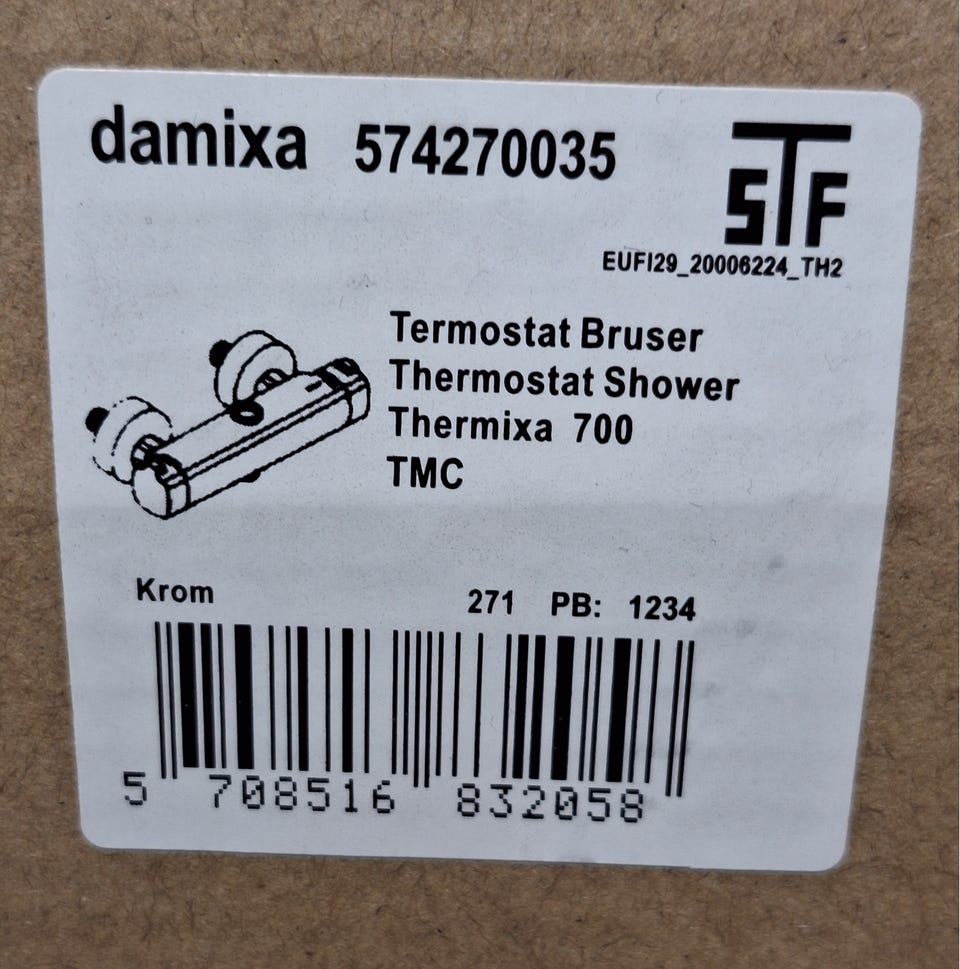 damixa 574270035
STF
EUFI29_20006224_TH2
Termostat Bruser
Thermostat Shower
Thermixa 700
TMC
Krom 271 PB: 1234
5 708516 832058